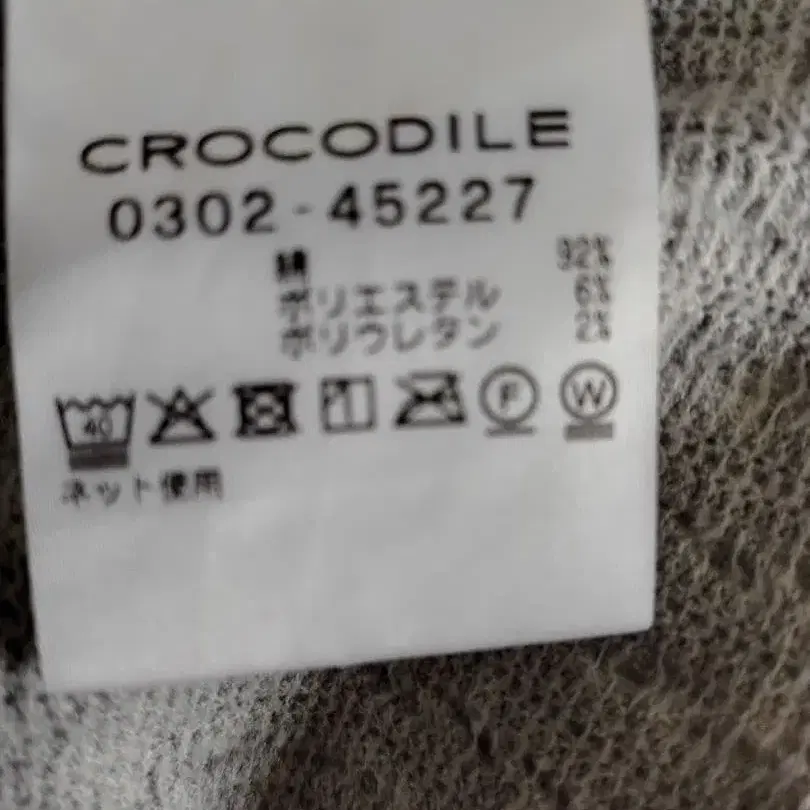 CROCODILE
0302-45227
綿 92%
ポリエステル 6%
ポリウレタン 2%
40 F W
ネット使用